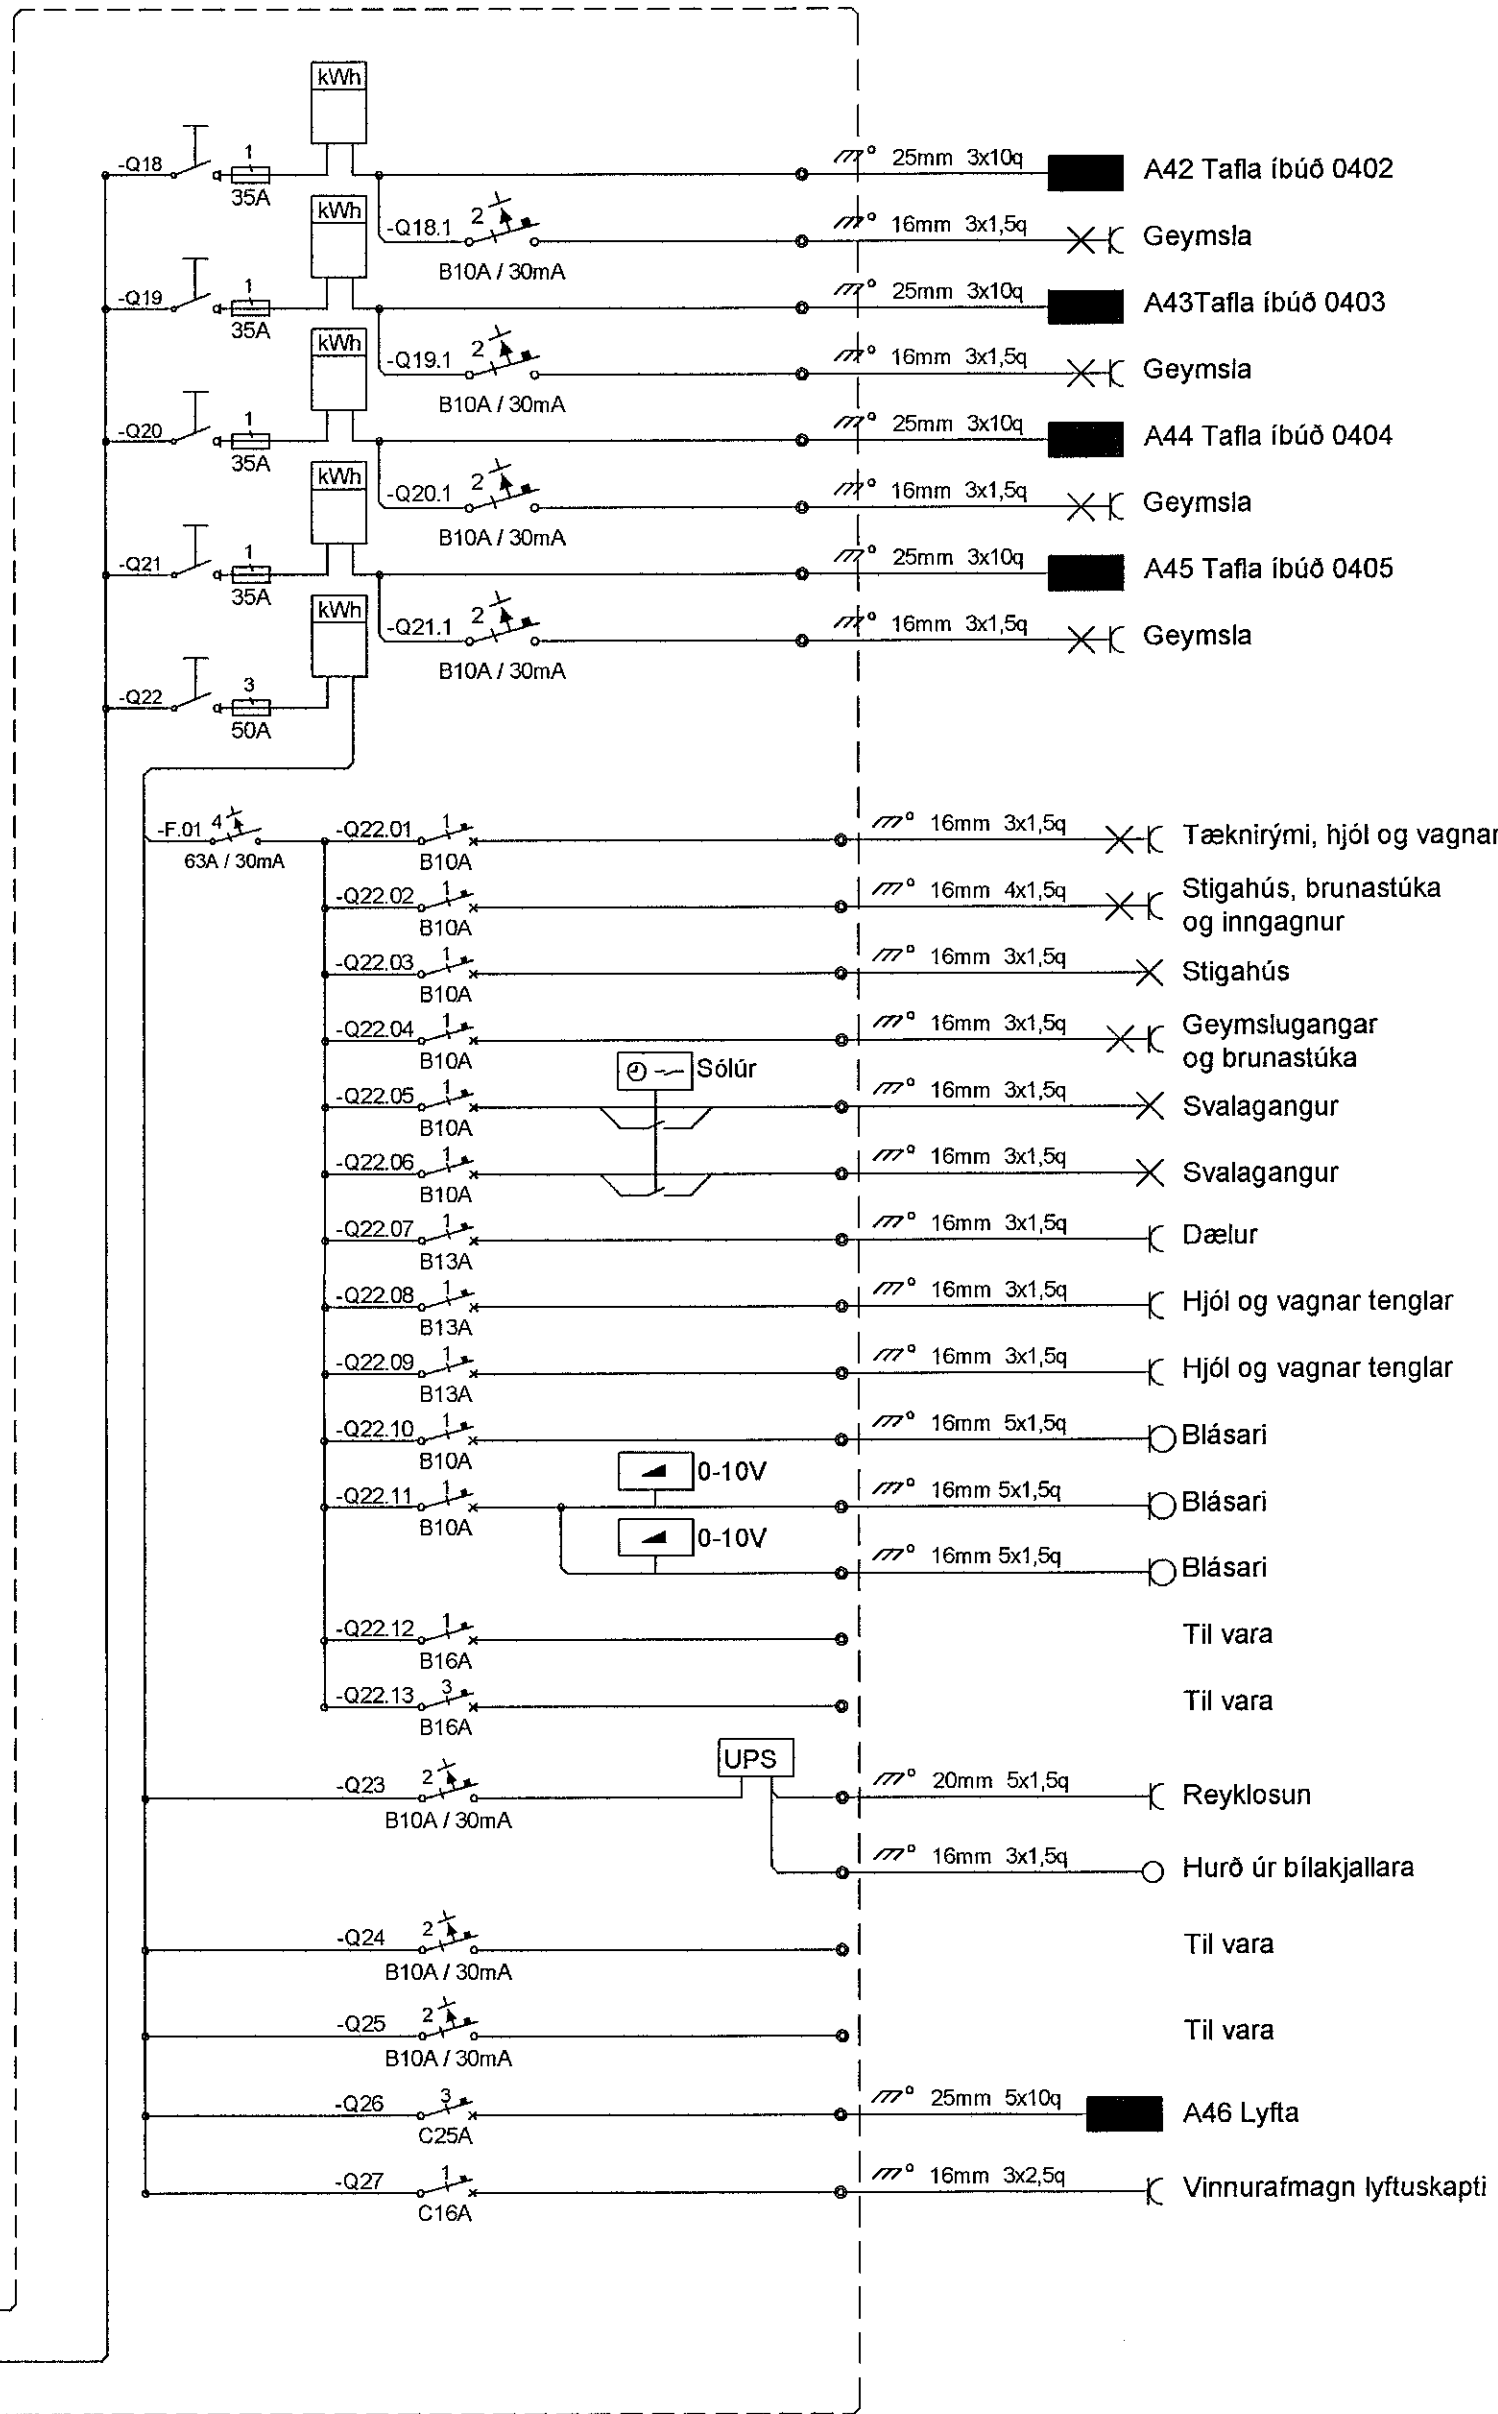 kWh
-Q18 1 25mm 3x10q A42 Tafla íbúð 0402
35A
kWh
-Q18.1 2 16mm 3x1,5q Geymsla
B10A / 30mA
-Q19 1 25mm 3x10q A43Tafla íbúð 0403
35A
kWh
-Q19.1 2 16mm 3x1,5q Geymsla
B10A / 30mA
-Q20 1 25mm 3x10q A44 Tafla íbúð 0404
35A
kWh
-Q20.1 2 16mm 3x1,5q Geymsla
B10A / 30mA
-Q21 1 25mm 3x10q A45 Tafla íbúð 0405
35A
kWh
-Q21.1 2 16mm 3x1,5q Geymsla
B10A / 30mA
-Q22 3
50A
-F.01 4 -Q22.01 1 16mm 3x1,5q Tæknirými, hjól og vagnar
63A / 30mA B10A
-Q22.02 1 16mm 4x1,5q Stigahús, brunastúka
og inngagnur
B10A
-Q22.03 1 16mm 3x1,5q Stigahús
B10A
-Q22.04 1 16mm 3x1,5q Geymslugangar
og brunastúka
B10A
Sólúr
-Q22.05 1 16mm 3x1,5q Svalagangur
B10A
-Q22.06 1 16mm 3x1,5q Svalagangur
B10A
-Q22.07 1 16mm 3x1,5q Dælur
B13A
-Q22.08 1 16mm 3x1,5q Hjól og vagnar tenglar
B13A
-Q22.09 1 16mm 3x1,5q Hjól og vagnar tenglar
B13A
-Q22.10 1 16mm 5x1,5q Blásari
B10A
0-10V
-Q22.11 1 16mm 5x1,5q Blásari
B10A
0-10V
16mm 5x1,5q Blásari
-Q22.12 1 Til vara
B16A
-Q22.13 3 Til vara
B16A
UPS
-Q23 2 20mm 5x1,5q Reyklosun
B10A / 30mA
16mm 3x1,5q Hurð úr bílakjallara
-Q24 2 Til vara
B10A / 30mA
-Q25 2 Til vara
B10A / 30mA
-Q26 3 25mm 5x10q A46 Lyfta
C25A
-Q27 1 16mm 3x2,5q Vinnurafmagn lyftuskapti
C16A